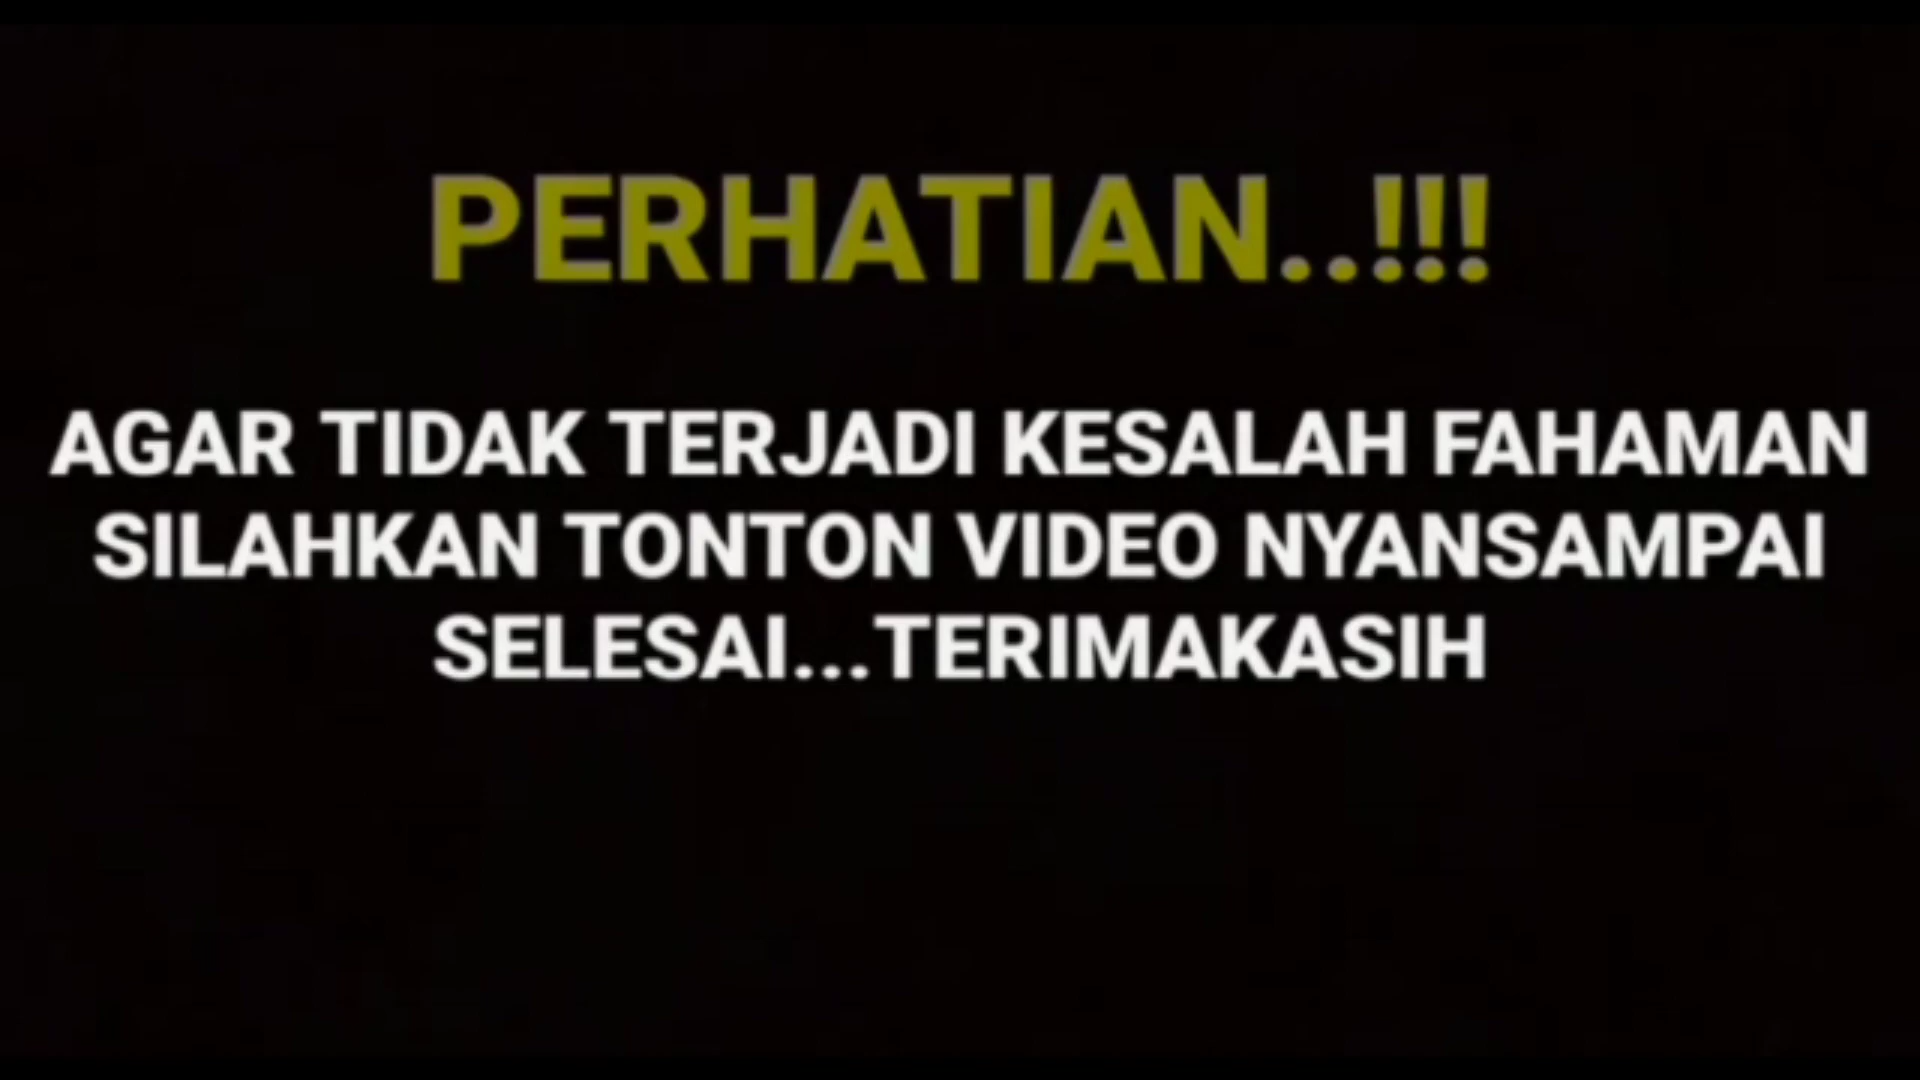 PERHATIAN..!!!
AGAR TIDAK TERJADI KESALAH FAHAMAN
SILAHKAN TONTON VIDEO NYANSAMPAI
SELESAI...TERIMAKASIH